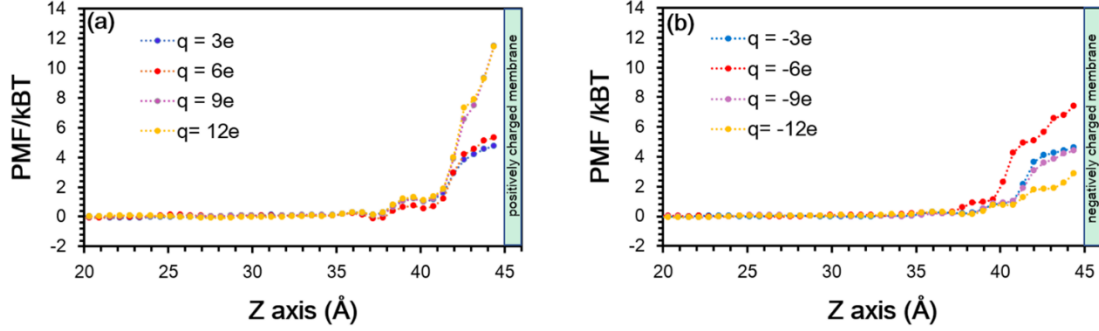 (a)
q = 3e
q = 6e
q = 9e
q= 12e
PMF/kBT
14
12
10
8
6
4
2
0
-2
20 25 30 35 40 45
Z axis (Å)
positively charged membrane
(b)
q = -3e
q = -6e
q = -9e
q= -12e
PMF /kBT
14
12
10
8
6
4
2
0
-2
20 25 30 35 40 45
Z axis (Å)
negatively charged membrane